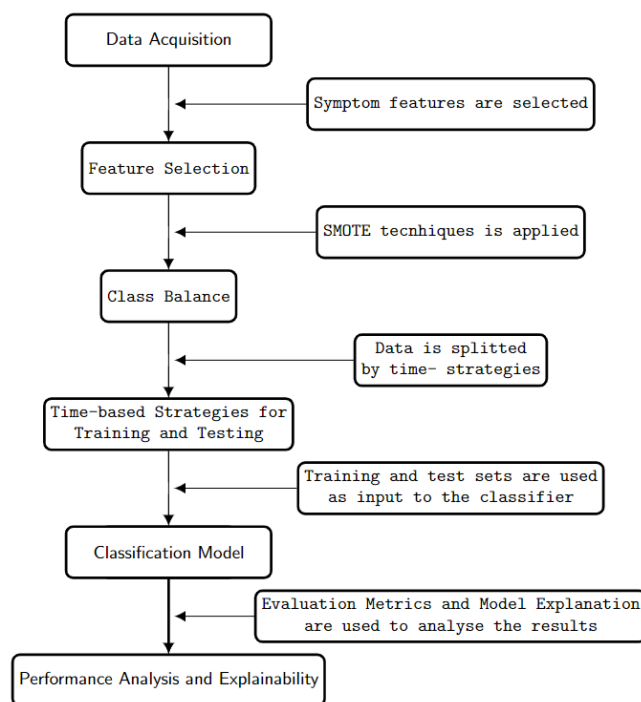 Data Acquisition
Symptom features are selected
Feature Selection
SMOTE tecnhiques is applied
Class Balance
Data is splitted
by time- strategies
Time-based Strategies for
Training and Testing
Training and test sets are used
as input to the classifier
Classification Model
Evaluation Metrics and Model Explanation
are used to analyse the results
Performance Analysis and Explainability